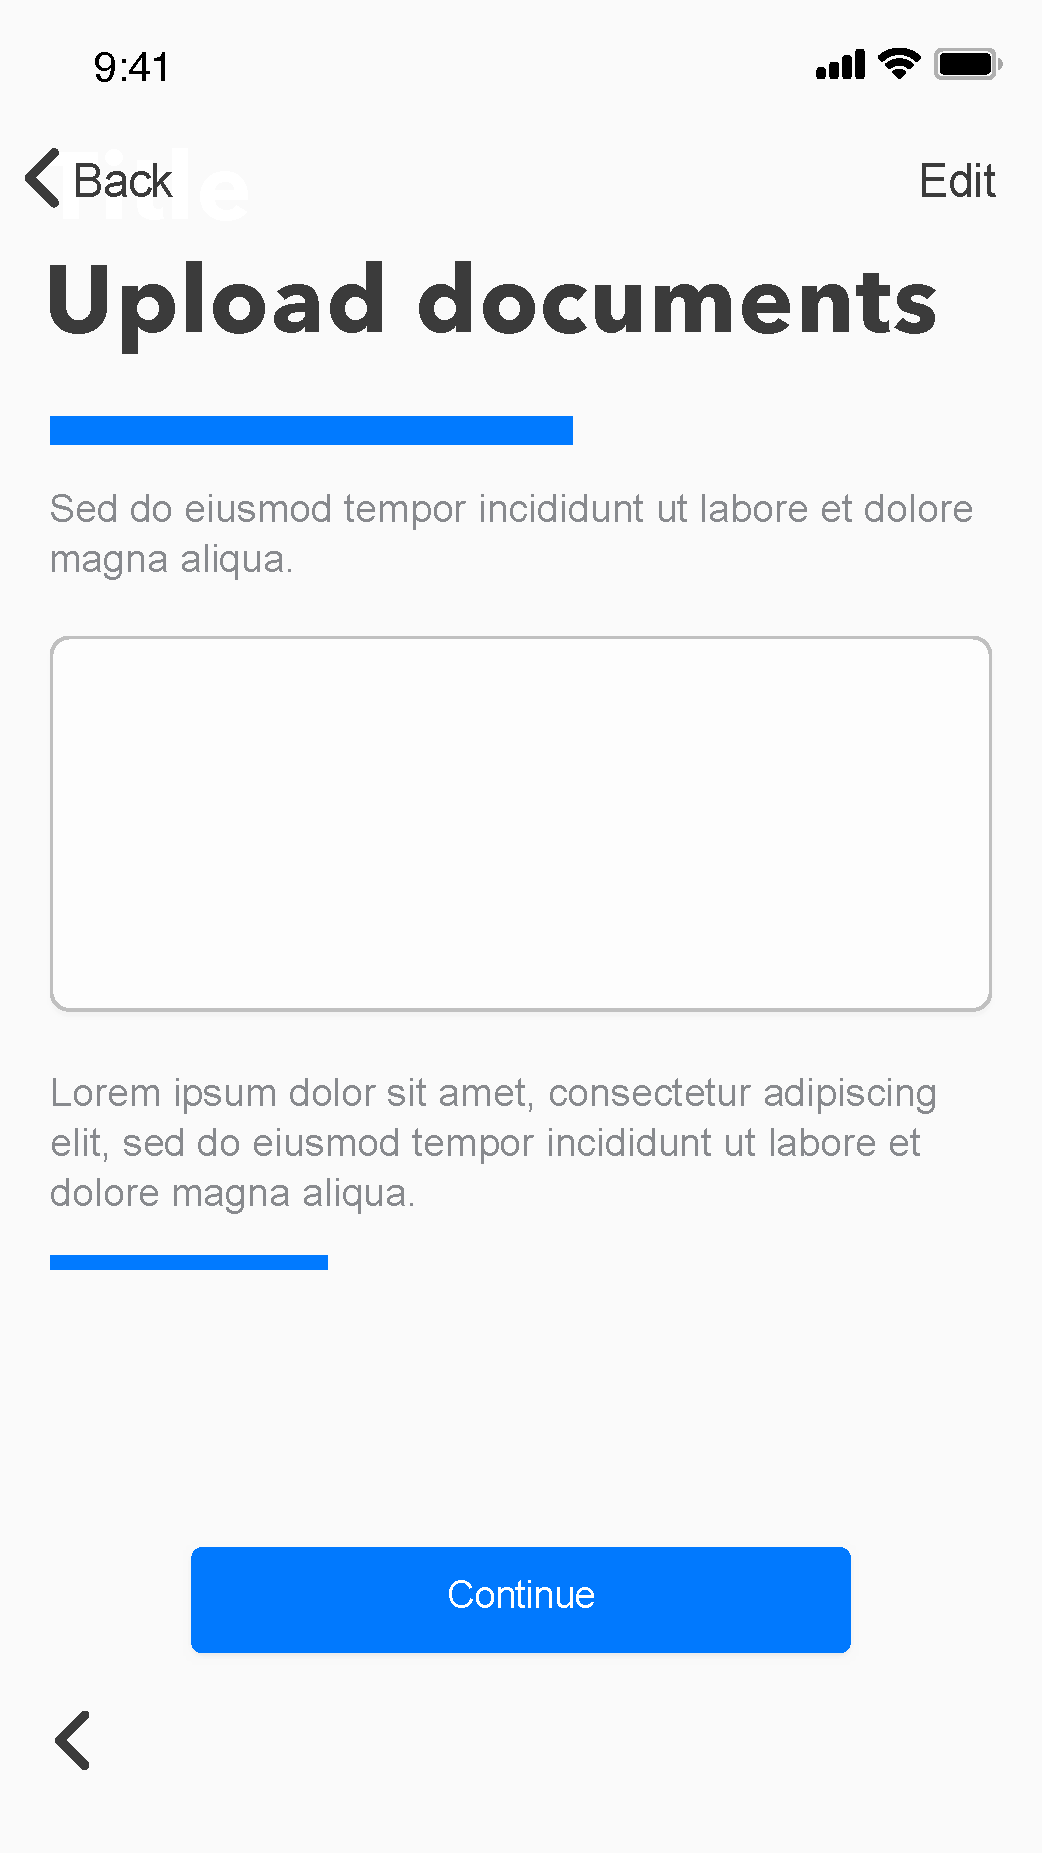 9:41
Title
Back
Edit
Upload documents
Sed do eiusmod tempor incididunt ut labore et dolore
magna aliqua.
Lorem ipsum dolor sit amet, consectetur adipiscing
elit, sed do eiusmod tempor incididunt ut labore et
dolore magna aliqua.
Continue